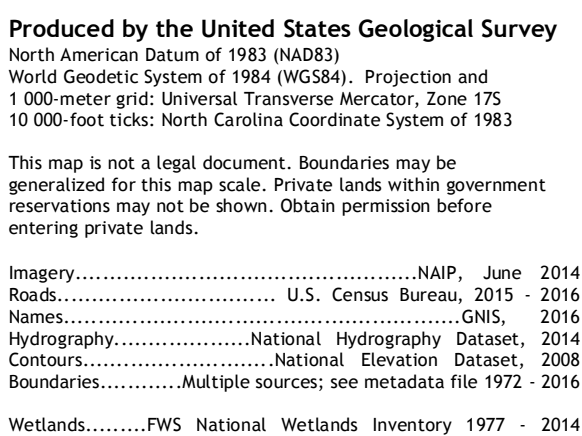 Produced by the United States Geological Survey
North American Datum of 1983 (NAD83)
World Geodetic System of 1984 (WGS84). Projection and
1 000-meter grid: Universal Transverse Mercator, Zone 17S
10 000-foot ticks: North Carolina Coordinate System of 1983
This map is not a legal document. Boundaries may be
generalized for this map scale. Private lands within government
reservations may not be shown. Obtain permission before
entering private lands.
Imagery.................................................NAIP, June 2014
Roads............................... U.S. Census Bureau, 2015 - 2016
Names.........................................................GNIS, 2016
Hydrography...................National Hydrography Dataset, 2014
Contours...........................National Elevation Dataset, 2008
Boundaries............Multiple sources; see metadata file 1972 - 2016
Wetlands.........FWS National Wetlands Inventory 1977 - 2014